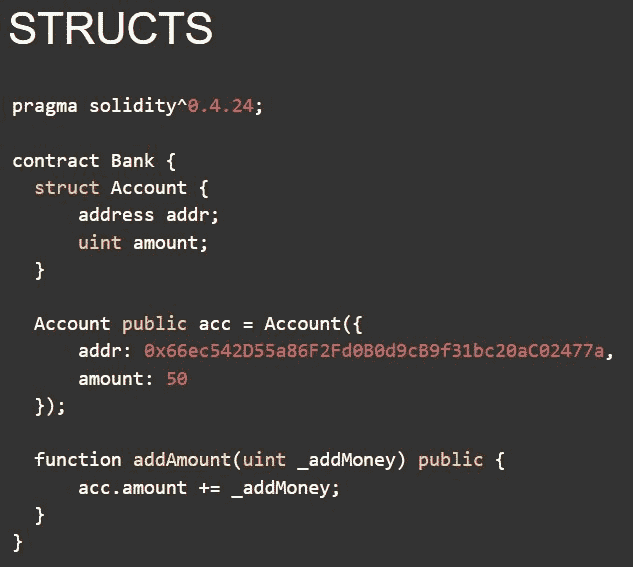 STRUCTS
pragma solidity^0.4.24;
contract Bank {
struct Account {
address addr;
uint amount;
}
Account public acc = Account({
addr: 0x66ec542D55a86F2Fd0B0d9cB9f31bc20aC02477a,
amount: 50
});
function addAmount(uint _addMoney) public {
acc.amount += _addMoney;
}
}